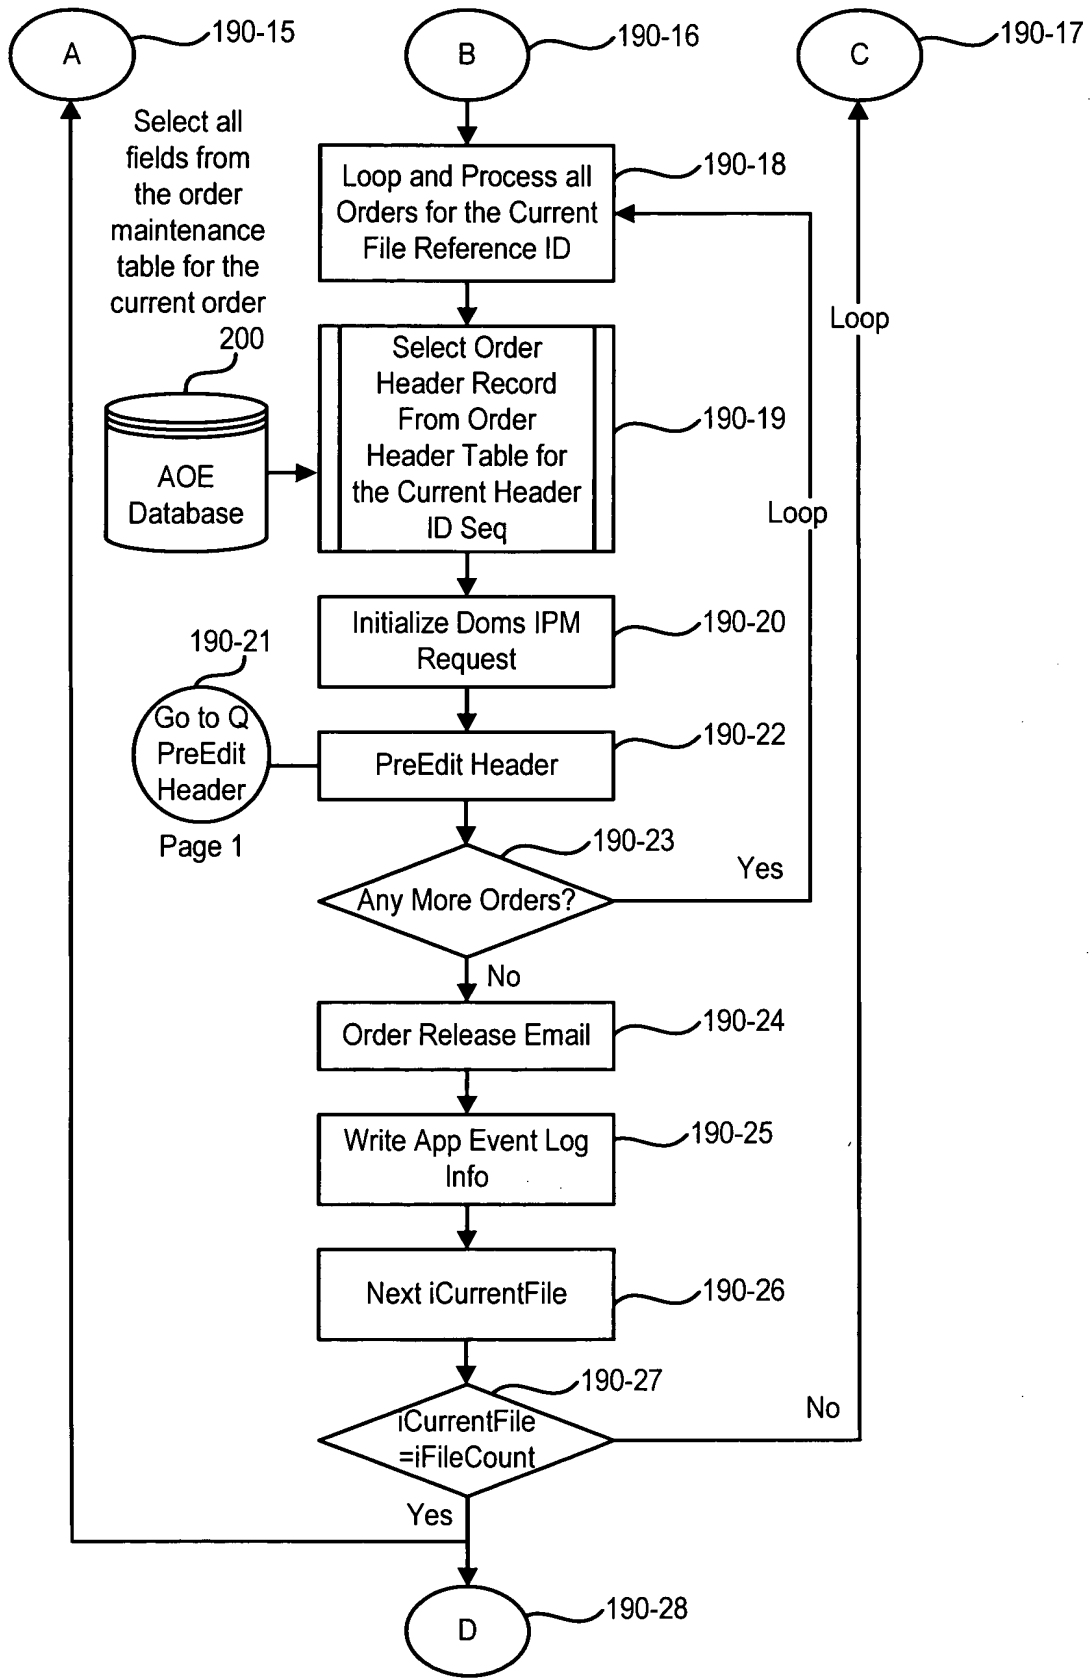 A
190-15
B
190-16
C
190-17
Select all
fields from
the order
maintenance
table for the
current order
200
AOE
Database
Loop and Process all
Orders for the Current
File Reference ID
190-18
Loop
Select Order
Header Record
From Order
Header Table for
the Current Header
ID Seq
190-19
Loop
Initialize Doms IPM
Request
190-20
190-21
Go to Q
PreEdit
Header
Page 1
PreEdit Header
190-22
190-23
Any More Orders?
Yes
No
Order Release Email
190-24
Write App Event Log
Info
190-25
Next iCurrentFile
190-26
190-27
iCurrentFile
=iFileCount
No
Yes
D
190-28